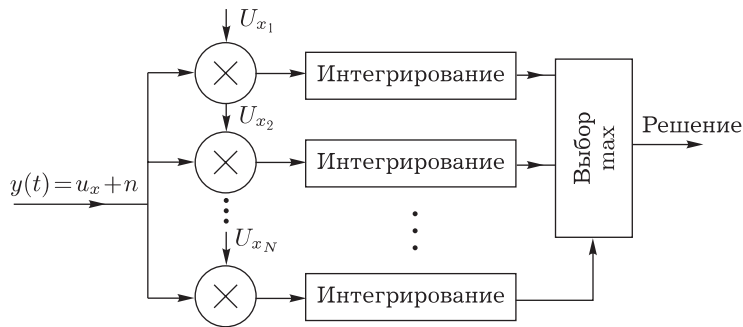 U_{x_1}
Интегрирование
U_{x_2}
Интегрирование
Выбор
max
Решение
y(t)=u_x+n
U_{x_N}
Интегрирование